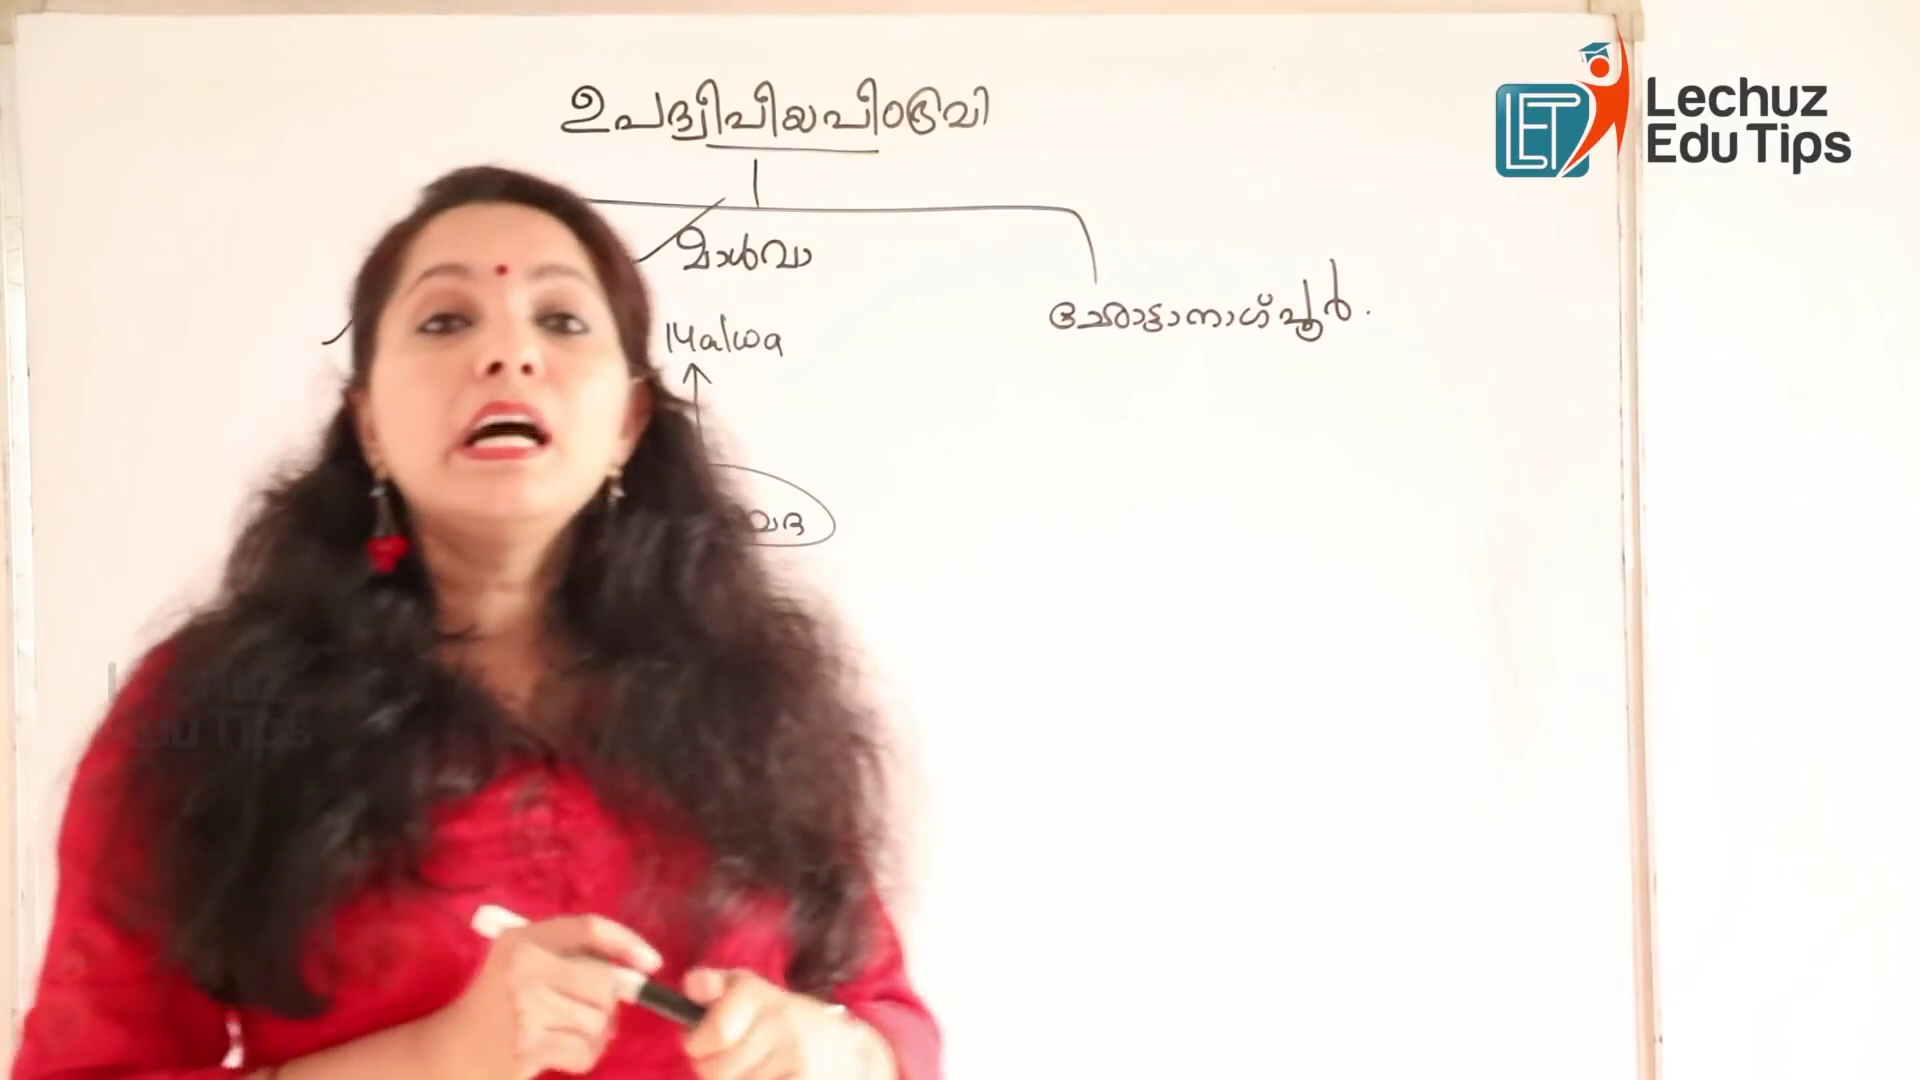 ഉപദ്വീപീയപീഠഭൂമി
മാൾവാ
ഛോട്ടാനാഗ്പൂർ.
Malwa
Lechuz
Edu Tips